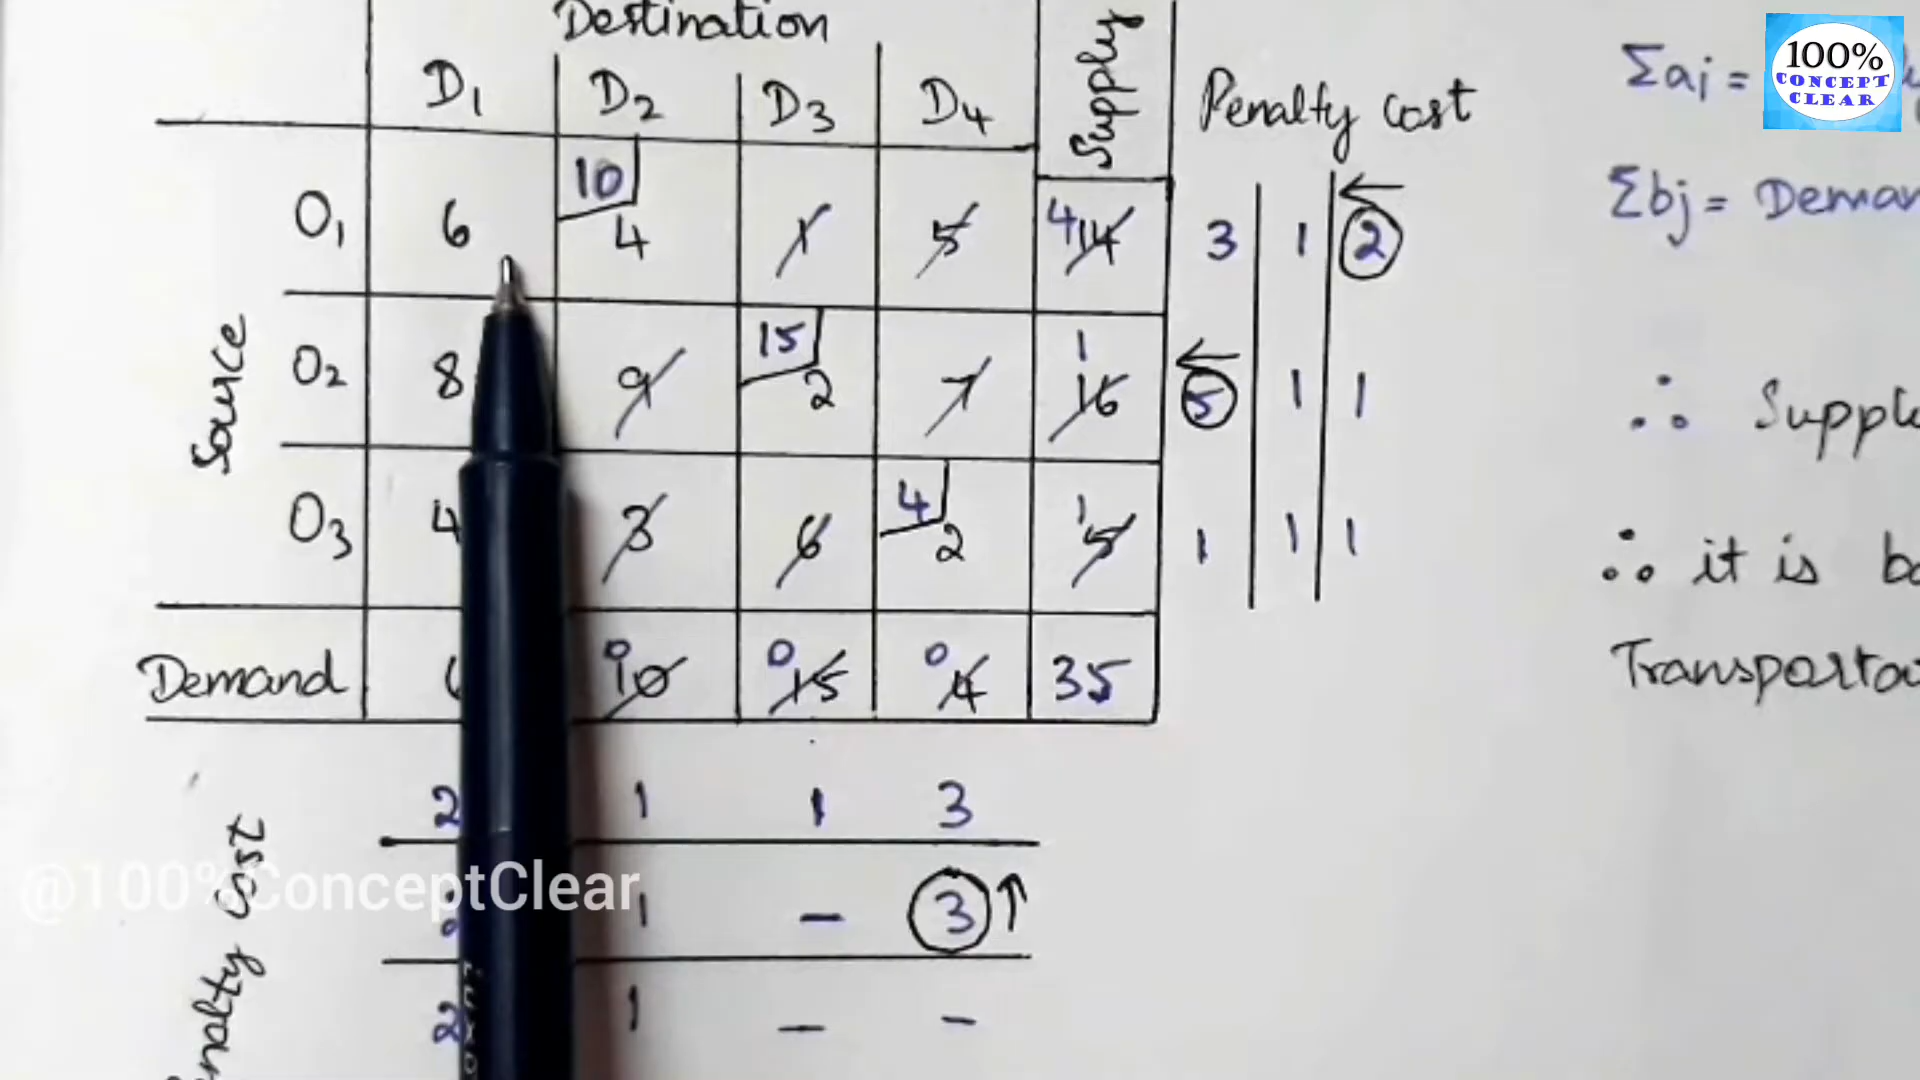 Destination
D1 D2 D3 D4 Supply Penalty Cost
10
O1 6 4 1 5 4 14 3 1 2
15
O2 8 9 2 7 1 16 5 1 1
4
O3 4 3 6 2 1 5 1 1 1
Source
Demand 0 10 0 15 0 4 35
2 1 1 3
1 – 3 ↑
2 1 – –
Penalty Cost
Σai =
Σbj = Deman
∴ Supple
∴ it is ba
Transporta
100%
CONCEPT
CLEAR
@100%ConceptClear